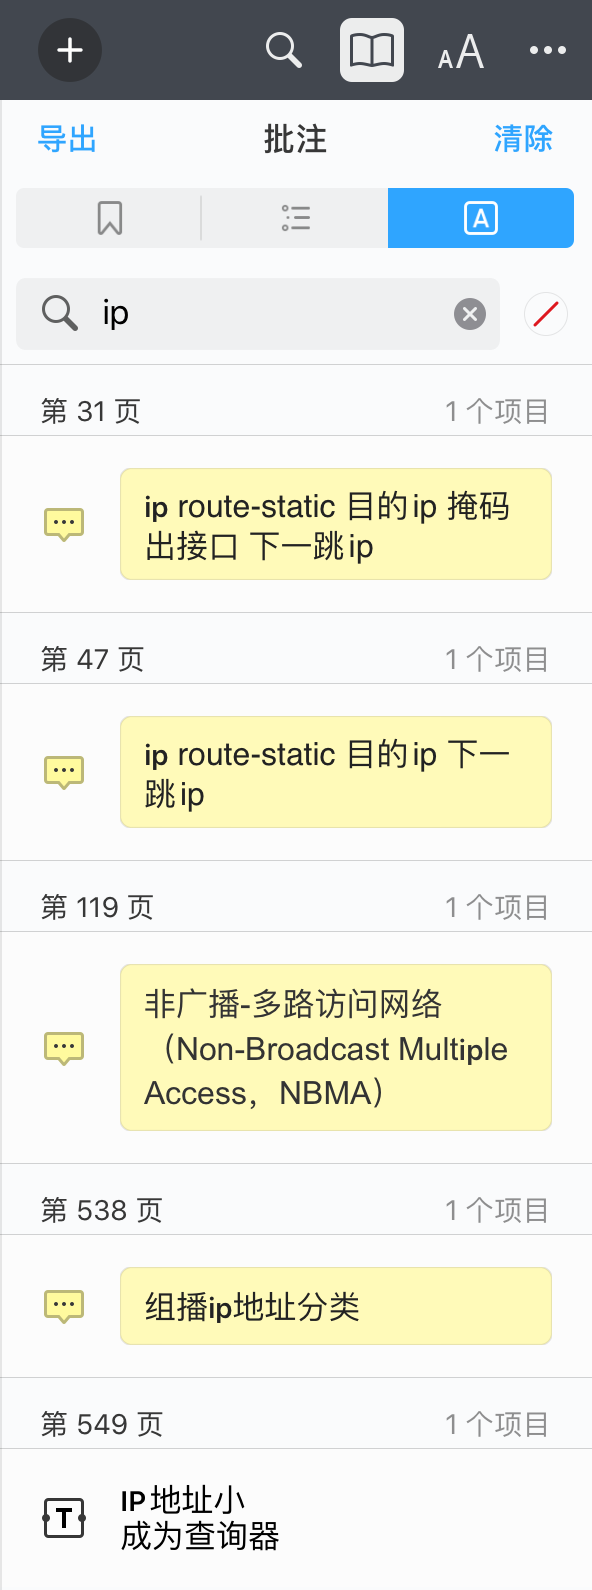 AA
导出 批注 清除
A
ip
第 31 页 1 个项目
ip route-static 目的ip 掩码
出接口 下一跳ip
第 47 页 1 个项目
ip route-static 目的ip 下一
跳ip
第 119 页 1 个项目
非广播-多路访问网络
（Non-Broadcast Multiple
Access，NBMA）
第 538 页 1 个项目
组播ip地址分类
第 549 页 1 个项目
T IP地址小
成为查询器